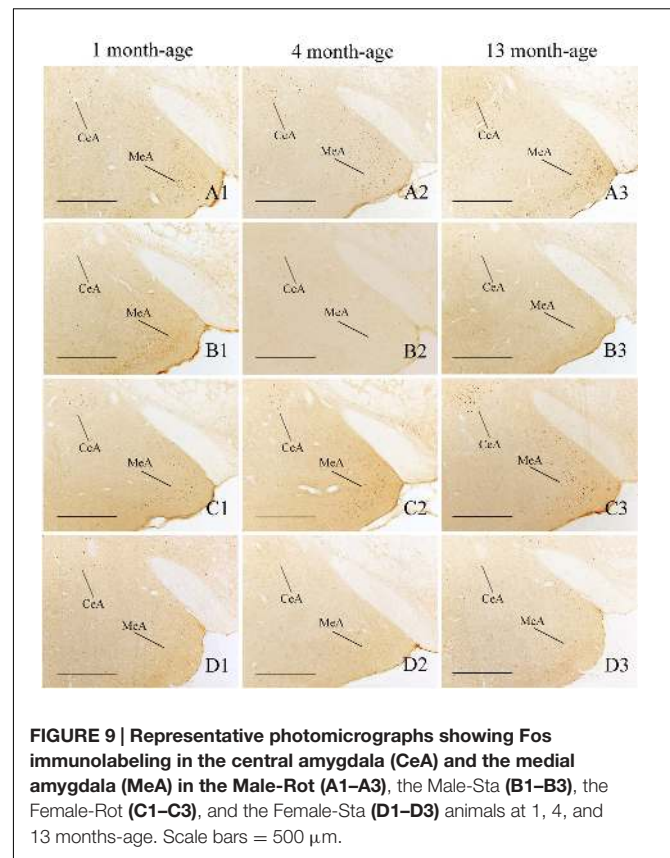 1 month-age 4 month-age 13 month-age
CeA MeA A1
CeA MeA A2
CeA MeA A3
CeA MeA B1
CeA MeA B2
CeA MeA B3
CeA MeA C1
CeA MeA C2
CeA MeA C3
CeA MeA D1
CeA MeA D2
CeA MeA D3
FIGURE 9 | Representative photomicrographs showing Fos
immunolabeling in the central amygdala (CeA) and the medial
amygdala (MeA) in the Male-Rot (A1–A3), the Male-Sta (B1–B3), the
Female-Rot (C1–C3), and the Female-Sta (D1–D3) animals at 1, 4, and
13 months-age. Scale bars = 500 μm.